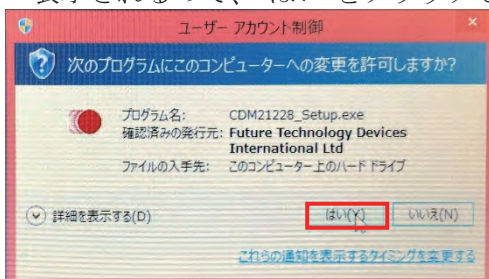 ユーザー アカウント制御
次のプログラムにこのコンピューターへの変更を許可しますか?
プログラム名: CDM21228_Setup.exe
確認済みの発行元: Future Technology Devices
International Ltd
ファイルの入手先: このコンピューター上のハード ドライブ
詳細を表示する(D)
はい(Y)
いいえ(N)
これらの通知を表示するタイミングを変更する